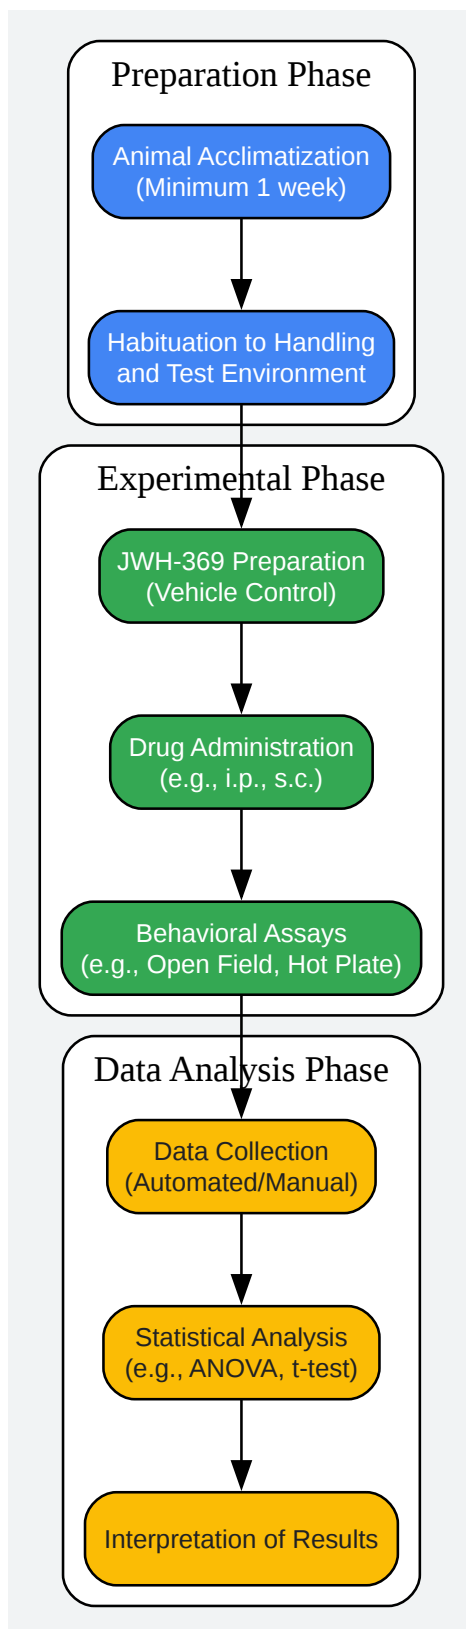 Preparation Phase
Animal Acclimatization
(Minimum 1 week)
Habituation to Handling
and Test Environment
Experimental Phase
JWH-369 Preparation
(Vehicle Control)
Drug Administration
(e.g., i.p., s.c.)
Behavioral Assays
(e.g., Open Field, Hot Plate)
Data Analysis Phase
Data Collection
(Automated/Manual)
Statistical Analysis
(e.g., ANOVA, t-test)
Interpretation of Results